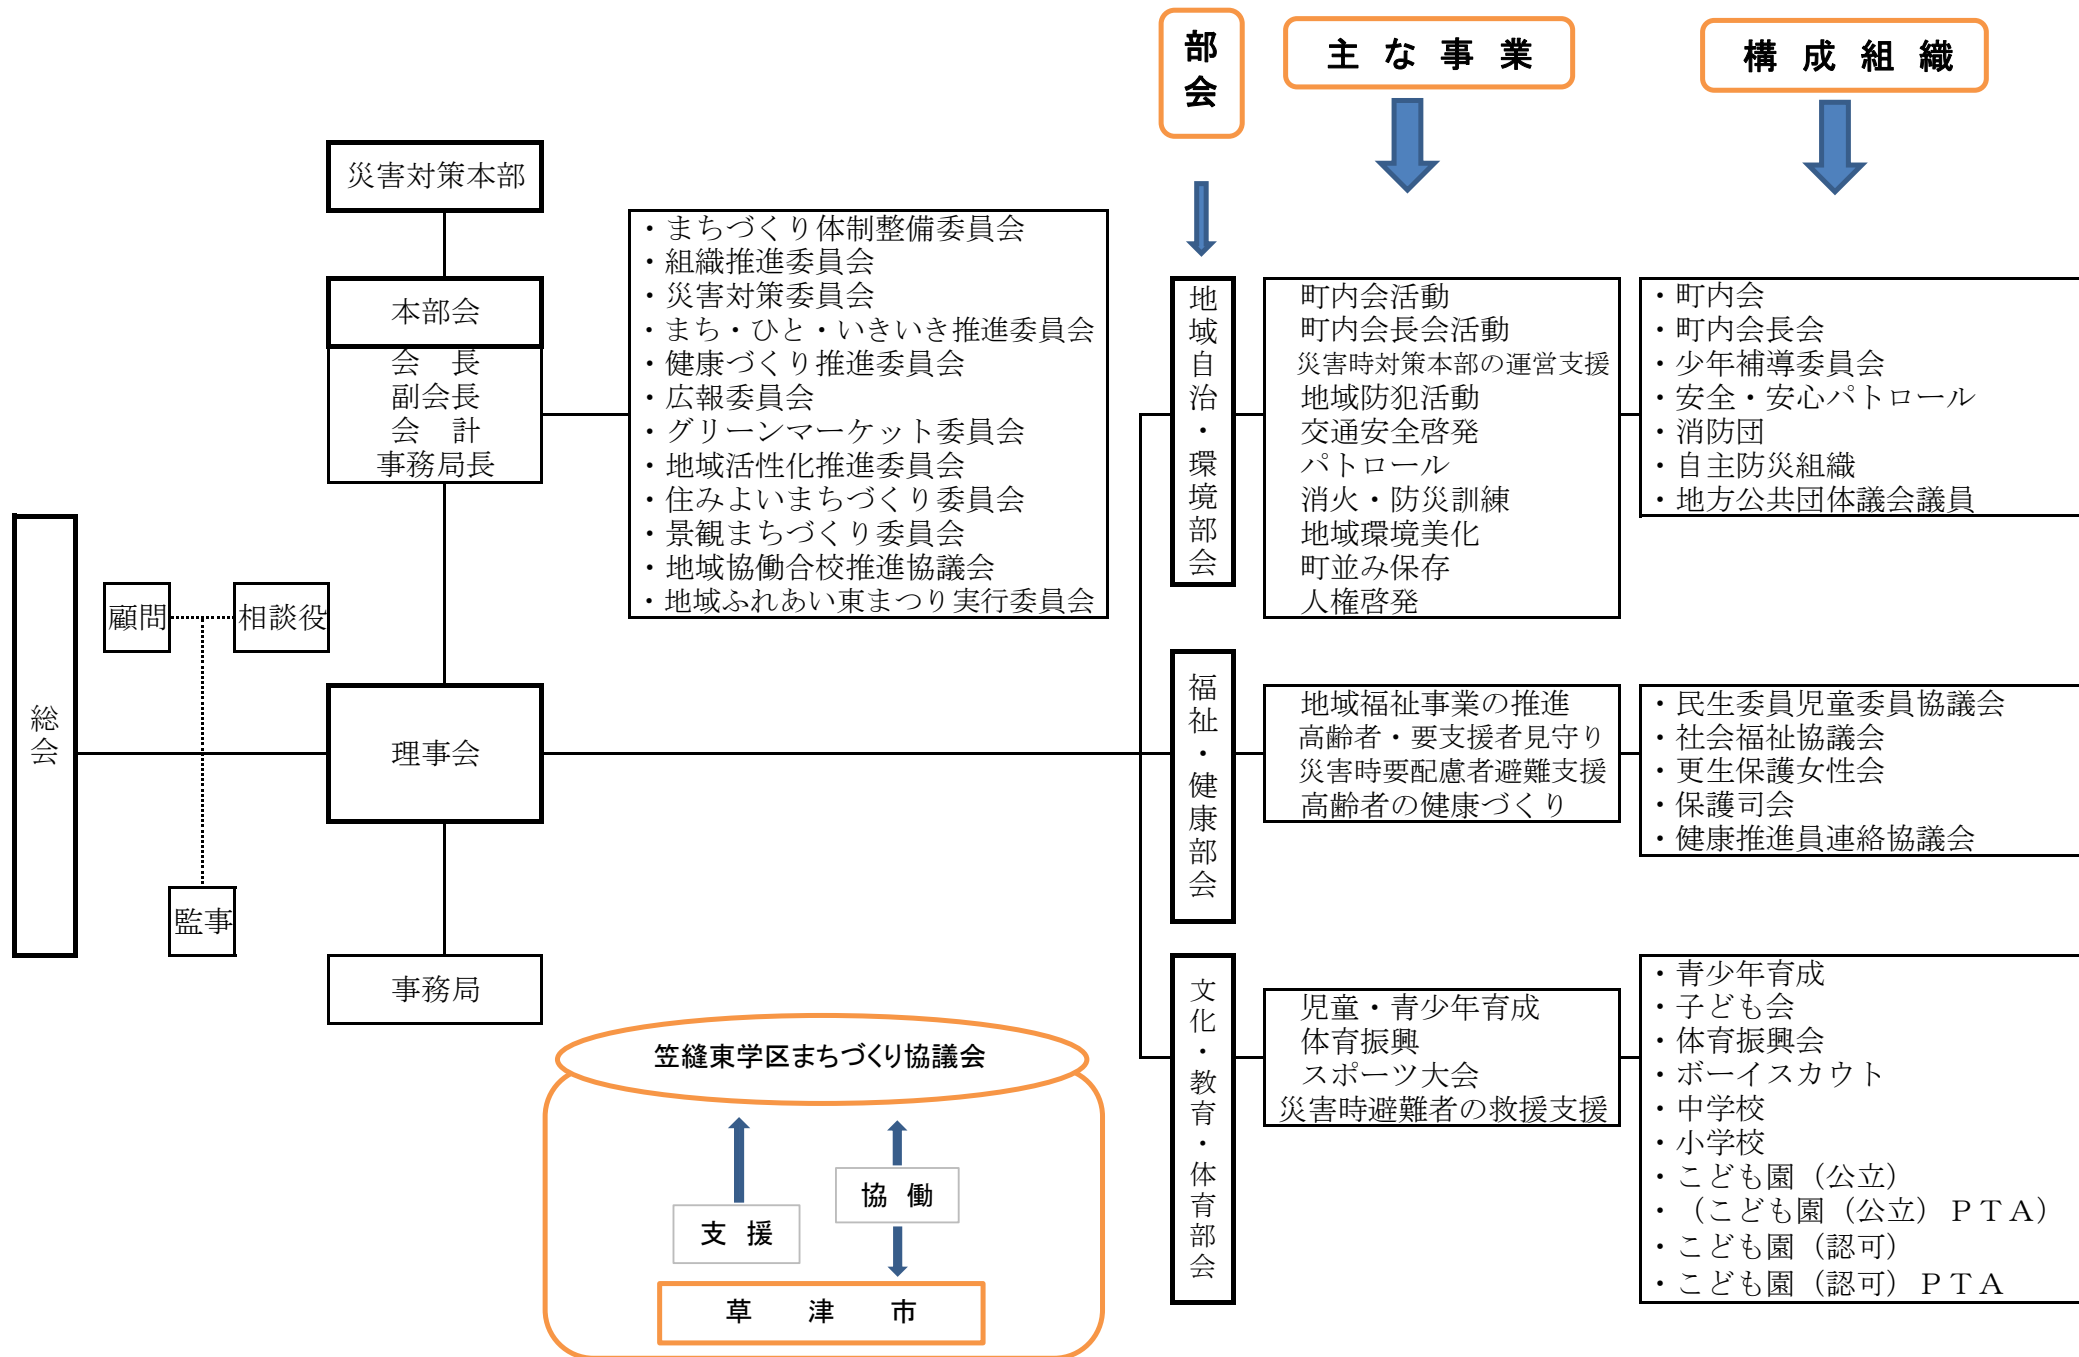 部会
主な事業
構成組織
災害対策本部
本部会
会　長
副会長
会　計
事務局長
・まちづくり体制整備委員会
・組織推進委員会
・災害対策委員会
・まち・ひと・いきいき推進委員会
・健康づくり推進委員会
・広報委員会
・グリーンマーケット委員会
・地域活性化推進委員会
・住みよいまちづくり委員会
・景観まちづくり委員会
・地域協働合校推進協議会
・地域ふれあい東まつり実行委員会
総会
顧問
相談役
理事会
監事
事務局
地域自治・環境部会
町内会活動
町内会長会活動
災害時対策本部の運営支援
地域防犯活動
交通安全啓発
パトロール
消火・防災訓練
地域環境美化
町並み保存
人権啓発
・町内会
・町内会長会
・少年補導委員会
・安全・安心パトロール
・消防団
・自主防災組織
・地方公共団体議会議員
福祉・健康部会
地域福祉事業の推進
高齢者・要支援者見守り
災害時要配慮者避難支援
高齢者の健康づくり
・民生委員児童委員協議会
・社会福祉協議会
・更生保護女性会
・保護司会
・健康推進員連絡協議会
文化・教育・体育部会
児童・青少年育成
体育振興
スポーツ大会
災害時避難者の救援支援
・青少年育成
・子ども会
・体育振興会
・ボーイスカウト
・中学校
・小学校
・こども園（公立）
・（こども園（公立）ＰＴＡ）
・こども園（認可）
・こども園（認可）ＰＴＡ
笠縫東学区まちづくり協議会
支援
協働
草津市